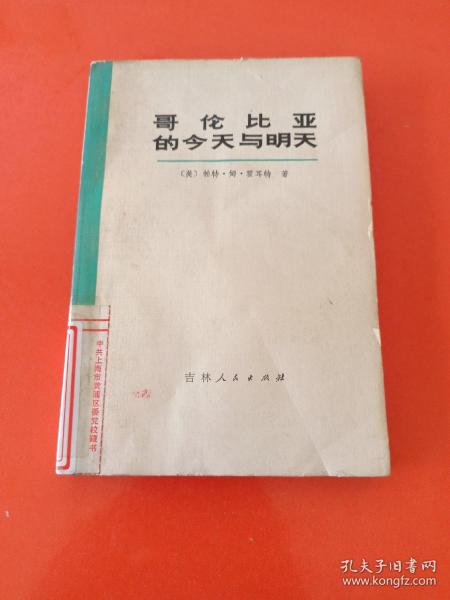 哥伦比亚
的今天与明天
〔美〕帕特·姆·霍耳特 著
吉林人民出版社
中共上海市黄浦区委党校藏书
孔夫子旧书网
www.kongfz.com